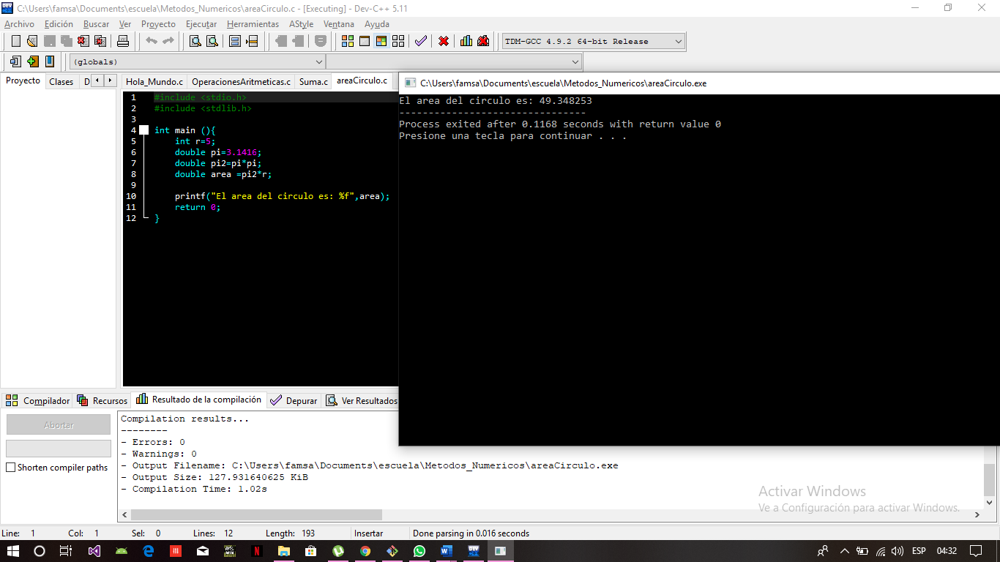 C:\Users\famsa\Documents\escuela\Metodos_Numericos\areaCirculo.c - [Executing] - Dev-C++ 5.11
Archivo Edición Buscar Ver Proyecto Ejecutar Herramientas AStyle Ventana Ayuda
TDM-GCC 4.9.2 64-bit Release
(globals)
Proyecto Clases D
Hola_Mundo.c OperacionesAritmeticas.c Suma.c areaCirculo.c
1 #include <stdio.h>
2 #include <stdlib.h>
3
4 int main (){
5 int r=5;
6 double pi=3.1416;
7 double pi2=pi*pi;
8 double area =pi2*r;
9
10 printf("El area del circulo es: %f",area);
11 return 0;
12 }
C:\Users\famsa\Documents\escuela\Metodos_Numericos\areaCirculo.exe
El area del circulo es: 49.348253
--------------------------------
Process exited after 0.1168 seconds with return value 0
Presione una tecla para continuar . . .
Compilador Recursos Resultado de la compilación Depurar Ver Resultados
Abortar
Shorten compiler paths
Compilation results...
--------
- Errors: 0
- Warnings: 0
- Output Filename: C:\Users\famsa\Documents\escuela\Metodos_Numericos\areaCirculo.exe
- Output Size: 127.931640625 KiB
- Compilation Time: 1.02s
Activar Windows
Ve a Configuración para activar Windows.
Line: 1 Col: 1 Sel: 0 Lines: 12 Length: 193 Insertar Done parsing in 0.016 seconds
ESP 04:32